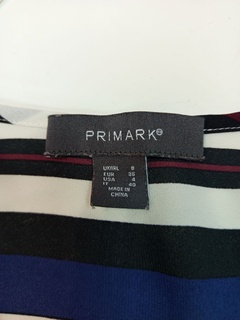 PRIMARK®
UK/IRL 8
EUR 36
USA 4
IT 40
MADE IN
CHINA